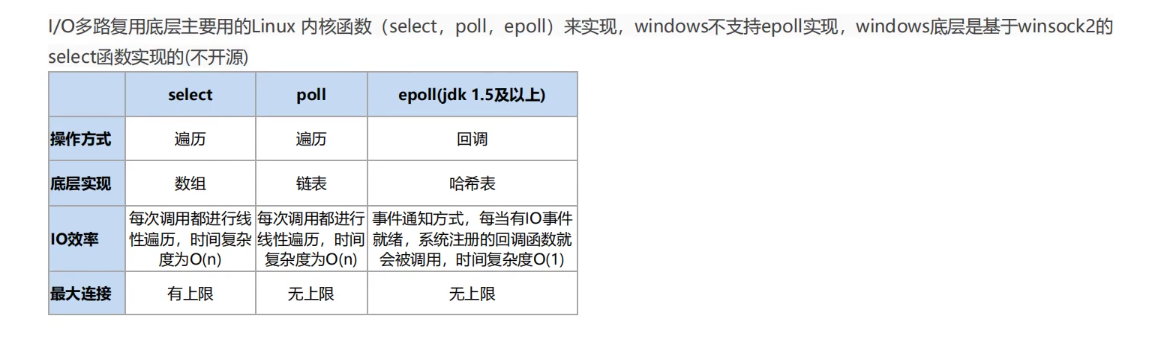 I/O多路复用底层主要用的Linux 内核函数（select，poll，epoll）来实现，windows不支持epoll实现，windows底层是基于winsock2的
select函数实现的(不开源)
select poll epoll(jdk 1.5及以上)
操作方式 遍历 遍历 回调
底层实现 数组 链表 哈希表
IO效率 每次调用都进行线性遍历，时间复杂度为O(n) 每次调用都进行线性遍历，时间复杂度为O(n) 事件通知方式，每当有IO事件就绪，系统注册的回调函数就会被调用，时间复杂度O(1)
最大连接 有上限 无上限 无上限